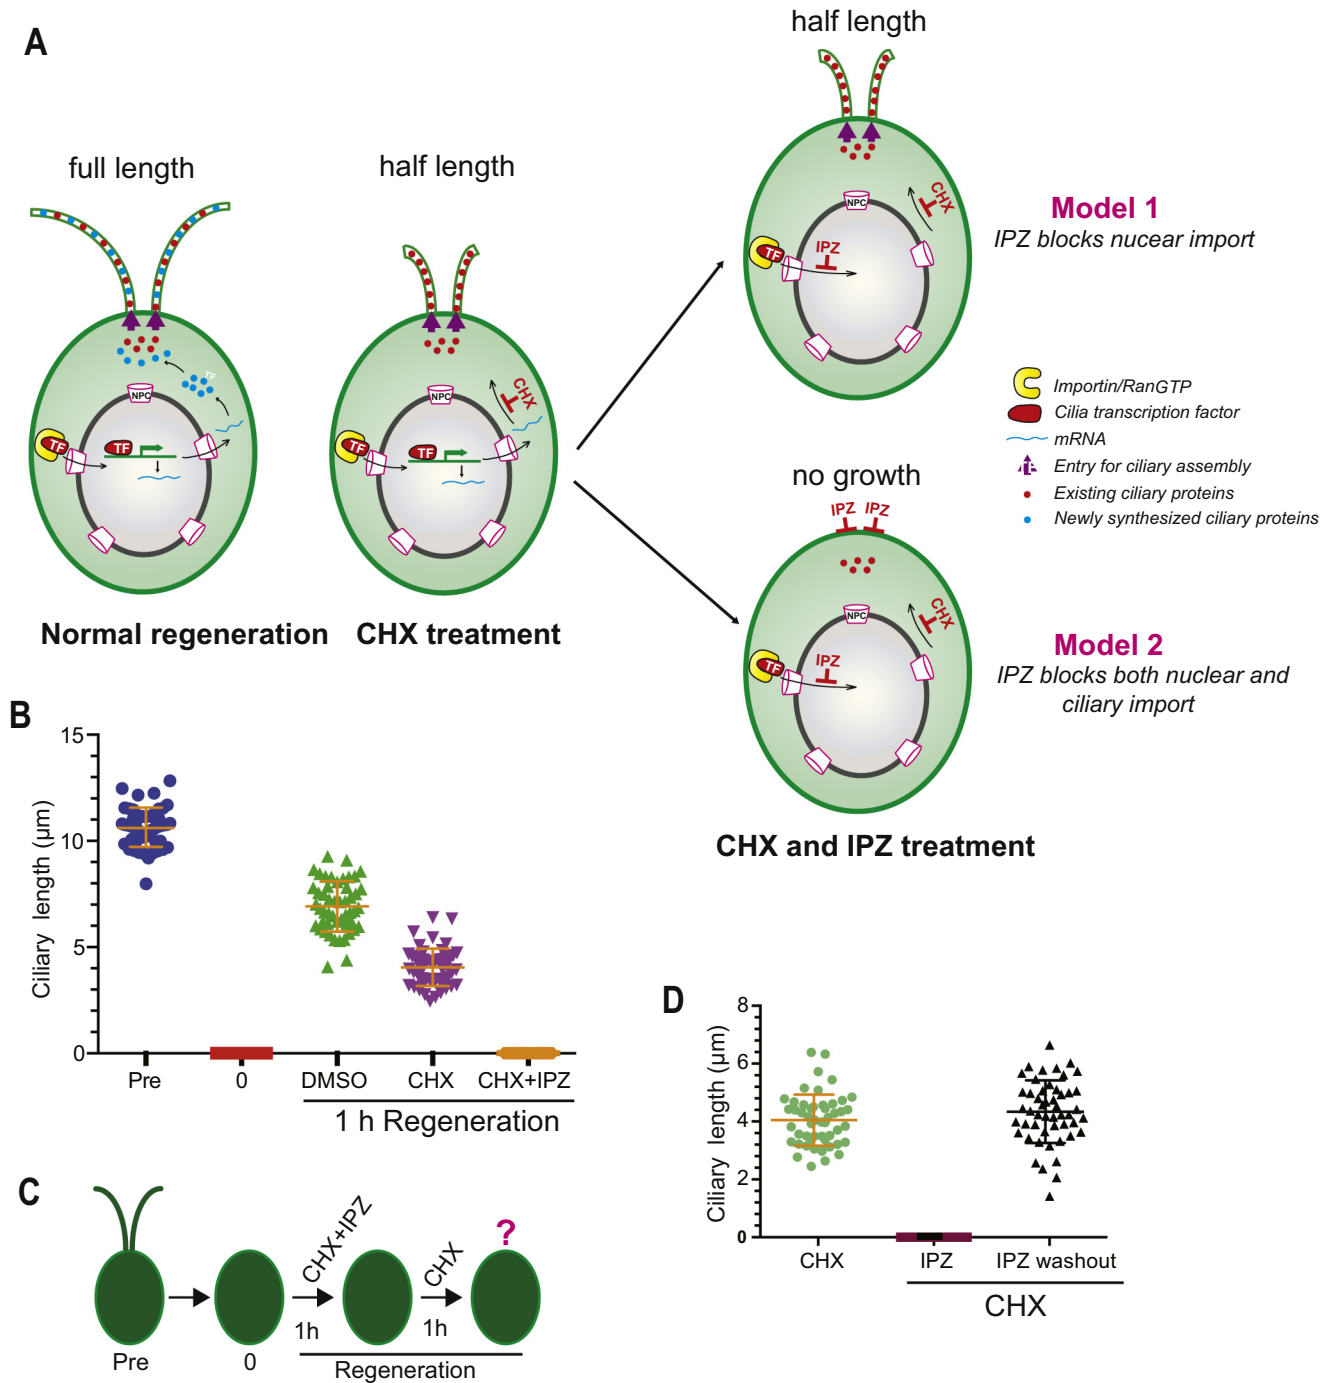 A
full length
half length
half length
TF
NPC
TF
TF
NPC
CHX
TF
TF
NPC
CHX
IPZ
TF
Model 1
IPZ blocks nucear import
Importin/RanGTP
Cilia transcription factor
mRNA
Entry for ciliary assembly
Existing ciliary proteins
Newly synthesized ciliary proteins
no growth
IPZ IPZ
NPC
CHX
IPZ
TF
Model 2
IPZ blocks both nuclear and
ciliary import
Normal regeneration
CHX treatment
CHX and IPZ treatment
B
15
10
5
0
Ciliary length (µm)
Pre
0
DMSO
CHX
CHX+IPZ
1 h Regeneration
C
CHX+IPZ
CHX
?
1h
1h
Pre
0
Regeneration
D
8
6
4
2
0
Ciliary length (µm)
CHX
IPZ
IPZ washout
CHX